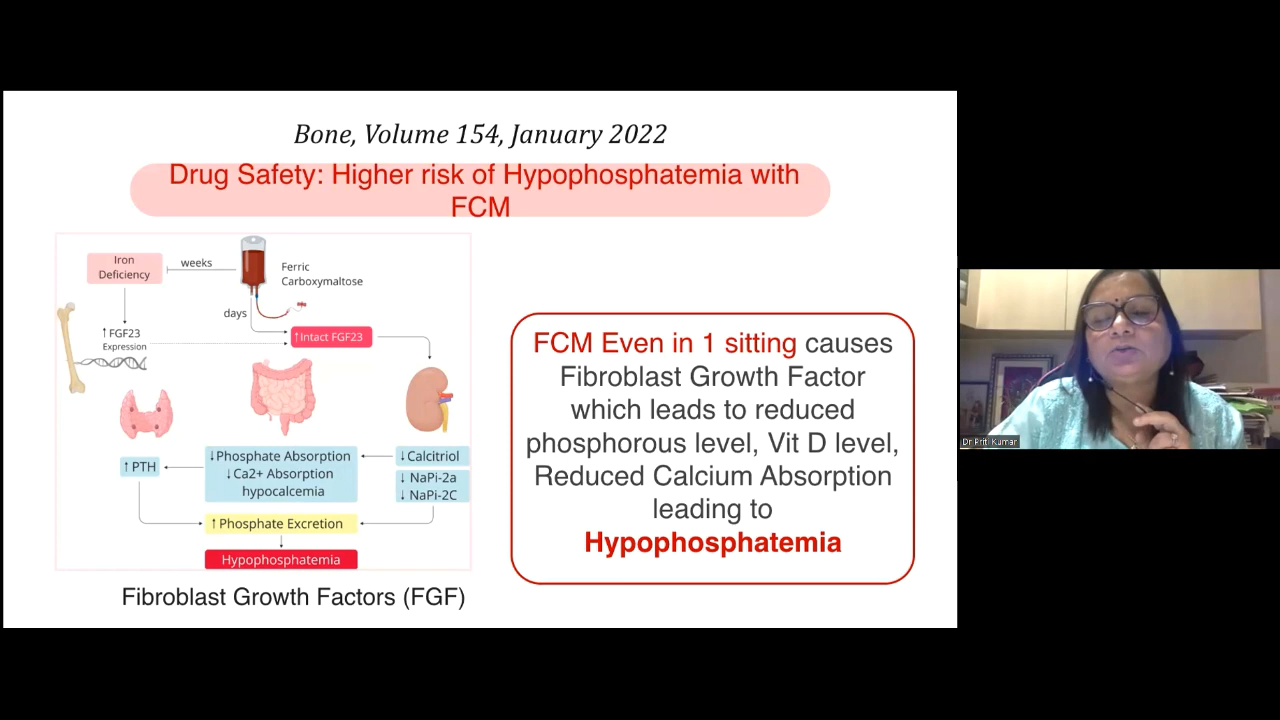 Bone, Volume 154, January 2022
Drug Safety: Higher risk of Hypophosphatemia with
FCM
Iron
Deficiency
weeks
Ferric
Carboxymaltose
days
↑FGF23
Expression
↑Intact FGF23
↑PTH
↓Phosphate Absorption
↓Ca2+ Absorption
hypocalcemia
↓Calcitriol
↓ NaPi-2a
↓ NaPi-2C
↑Phosphate Excretion
Hypophosphatemia
Fibroblast Growth Factors (FGF)
FCM Even in 1 sitting causes
Fibroblast Growth Factor
which leads to reduced
phosphorous level, Vit D level,
Reduced Calcium Absorption
leading to
Hypophosphatemia
Dr Priti Kumar